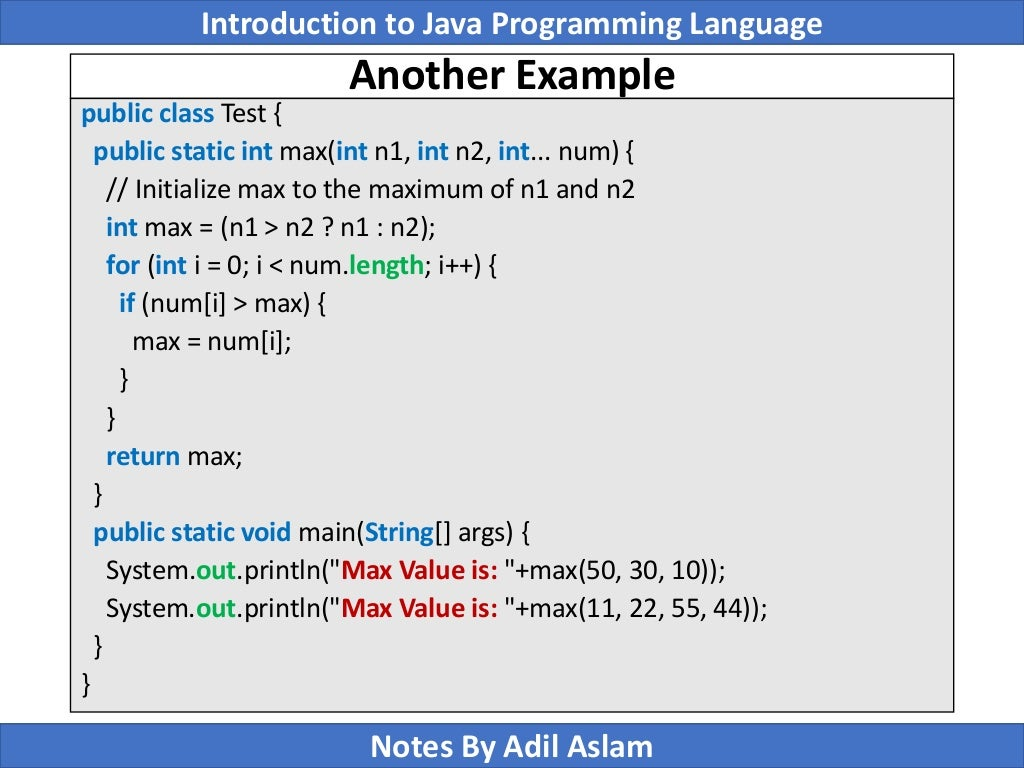 Introduction to Java Programming Language
Another Example
public class Test {
public static int max(int n1, int n2, int... num) {
// Initialize max to the maximum of n1 and n2
int max = (n1 > n2 ? n1 : n2);
for (int i = 0; i < num.length; i++) {
if (num[i] > max) {
max = num[i];
}
}
return max;
}
public static void main(String[] args) {
System.out.println("Max Value is: "+max(50, 30, 10));
System.out.println("Max Value is: "+max(11, 22, 55, 44));
}
}
Notes By Adil Aslam